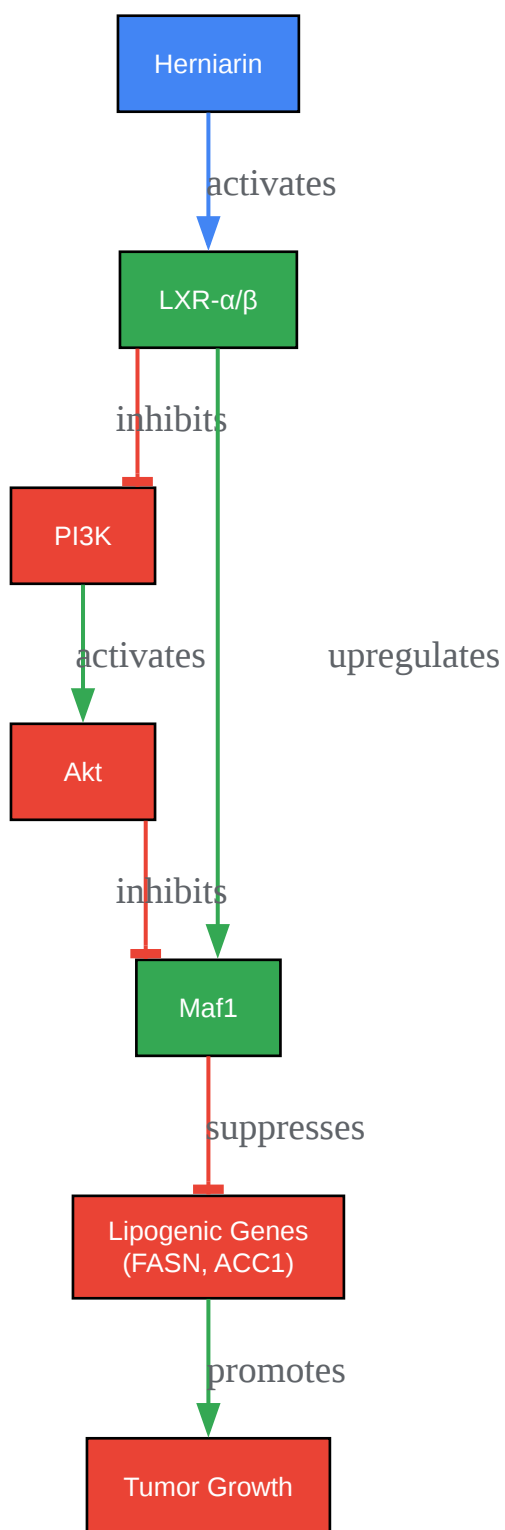 Herniarin
activates
LXR-α/β
inhibits
PI3K
activates
upregulates
Akt
inhibits
Maf1
suppresses
Lipogenic Genes
(FASN, ACC1)
promotes
Tumor Growth